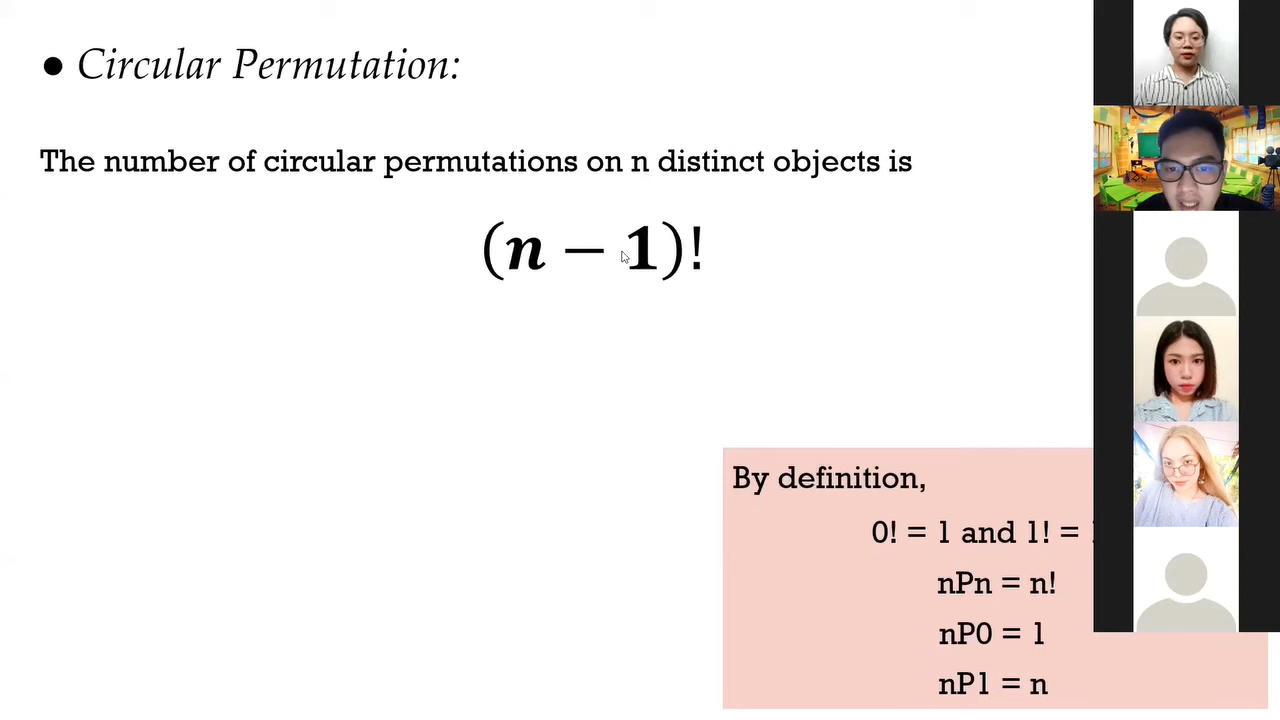 ● Circular Permutation:
The number of circular permutations on n distinct objects is
(n − 1)!
By definition,
0! = 1 and 1! =
nPn = n!
nP0 = 1
nP1 = n